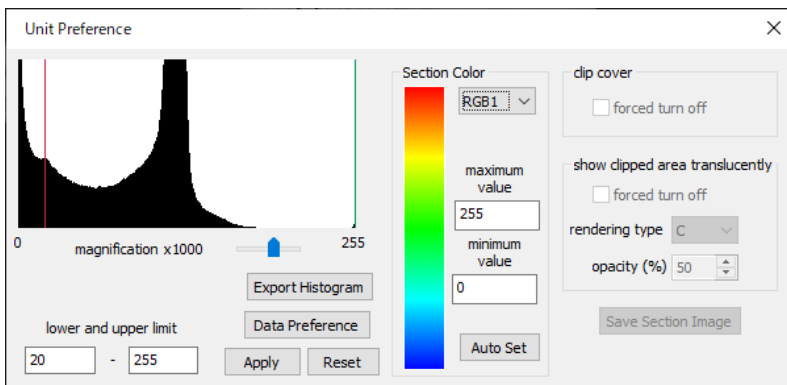 Unit Preference
0
255
magnification x1000
Export Histogram
lower and upper limit
Data Preference
20
-
255
Apply
Reset
Section Color
RGB1
maximum
value
255
minimum
value
0
Auto Set
clip cover
forced turn off
show clipped area translucently
forced turn off
rendering type
C
opacity (%)
50
Save Section Image